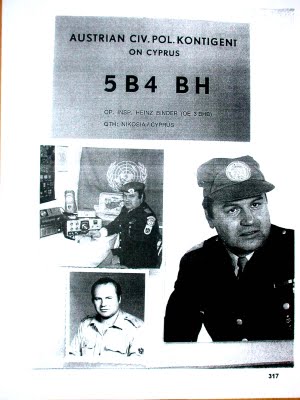 AUSTRIAN CIV. POL. KONTIGENT
ON CYPRUS
5B4 BH
OP. INSP. HEINZ BINDER (OE 3 BHB)
QTH: NIKOSIA / CYPRUS
317